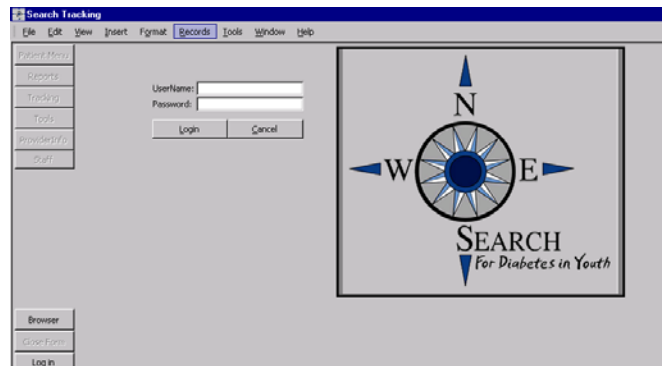 Search Tracking
File Edit View Insert Format Records Tools Window Help
Patient Menu
Reports
Tracking
Tools
ProviderInfo
Staff
UserName:
Password:
Login Cancel
N
W E
SEARCH
For Diabetes in Youth
Browser
Close Form
Log in